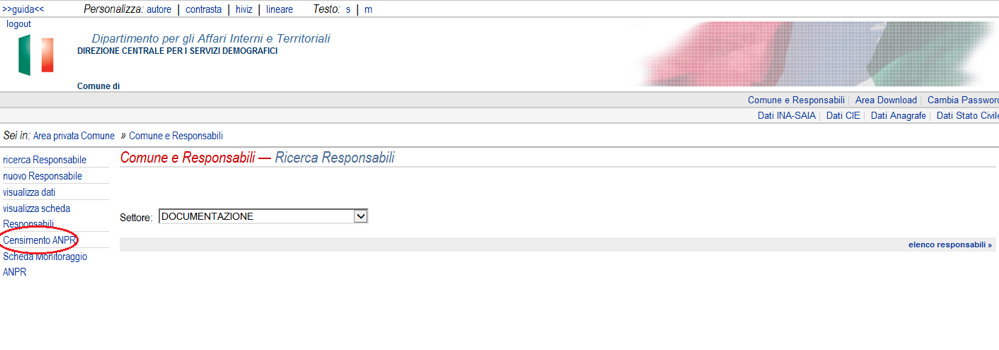 >>guida<< Personalizza: autore | contrasta | hiviz | lineare Testo: s | m
logout
Dipartimento per gli Affari Interni e Territoriali
DIREZIONE CENTRALE PER I SERVIZI DEMOGRAFICI
Comune di
Comune e Responsabili | Area Download | Cambia Password
Dati INA-SAIA | Dati CIE | Dati Anagrafe | Dati Stato Civile
Sei in: Area privata Comune » Comune e Responsabili
ricerca Responsabile
nuovo Responsabile
visualizza dati
visualizza scheda
Responsabili
Censimento ANPR
Scheda Monitoraggio
ANPR
Comune e Responsabili — Ricerca Responsabili
Settore: DOCUMENTAZIONE
elenco responsabili »